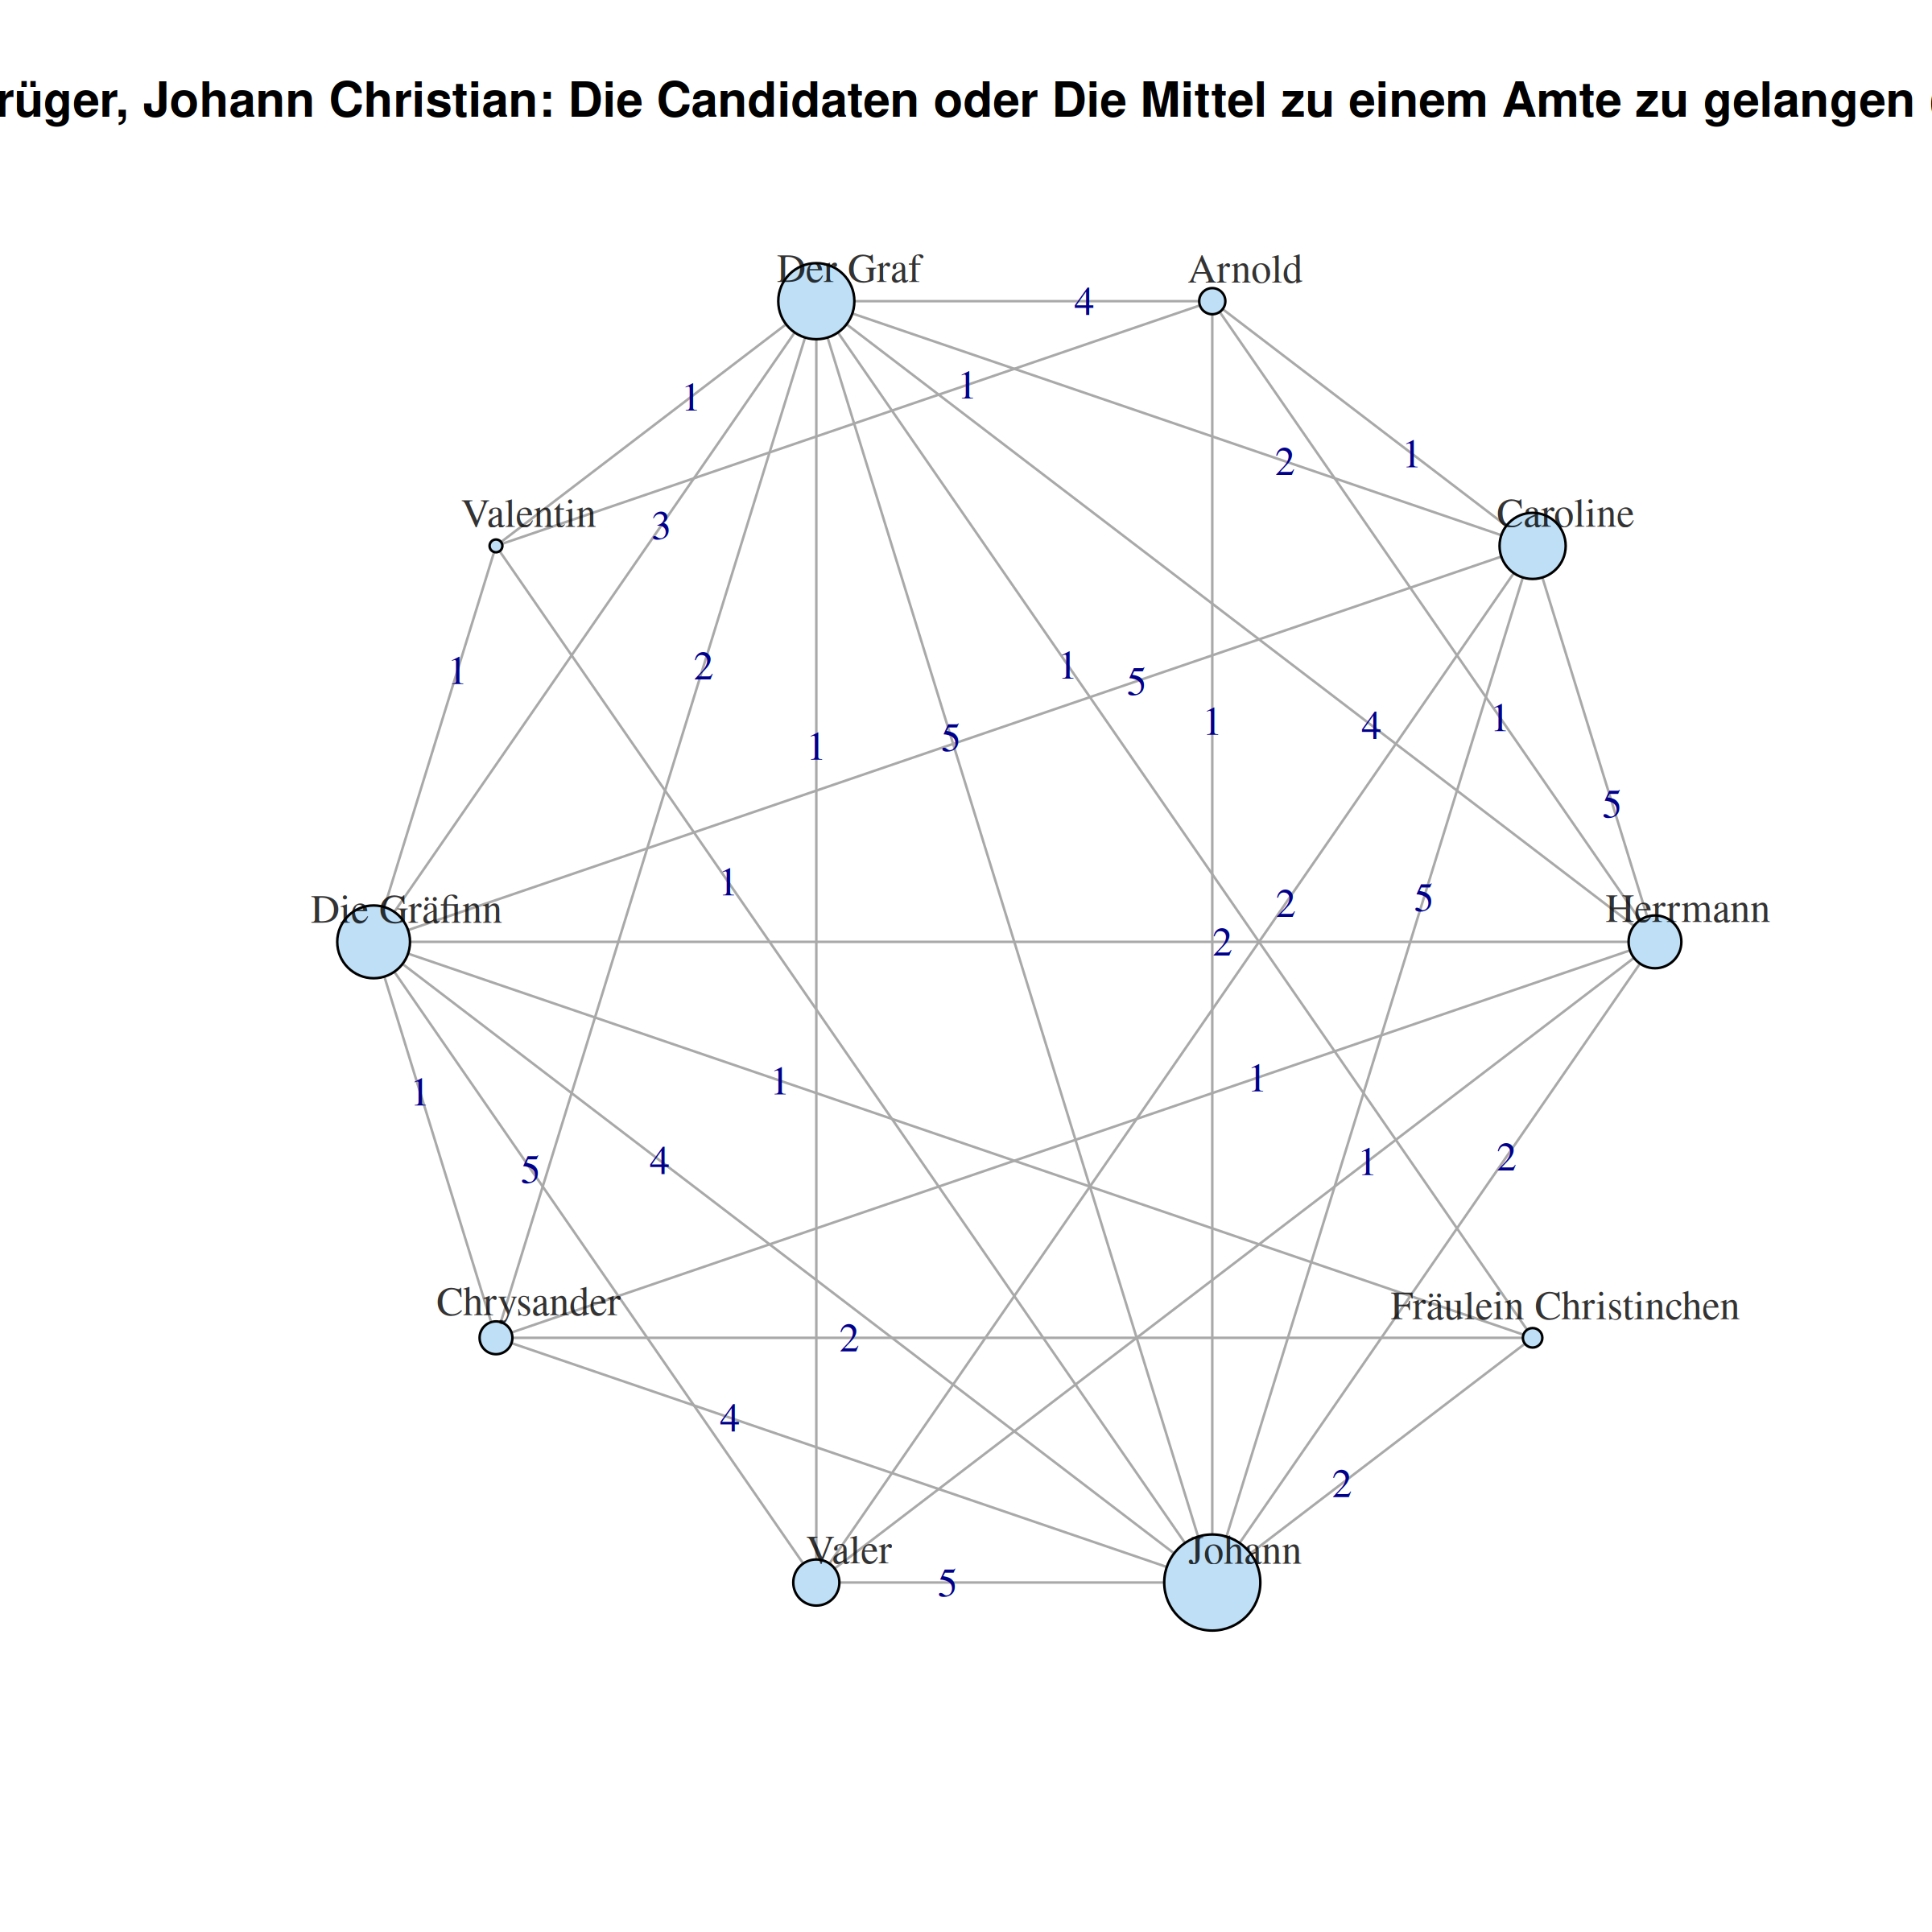 rüger, Johann Christian: Die Candidaten oder Die Mittel zu einem Amte zu gelangen
Der Graf
Arnold
4
1
1
1
2
Valentin
3
Caroline
1
2
1
5
1
5
1
4
1
5
1
2
5
Die Gräfinn
Herrmann
2
1
1
1
5
4
1
2
Chrysander
Fräulein Christinchen
2
4
2
Valer
Johann
5